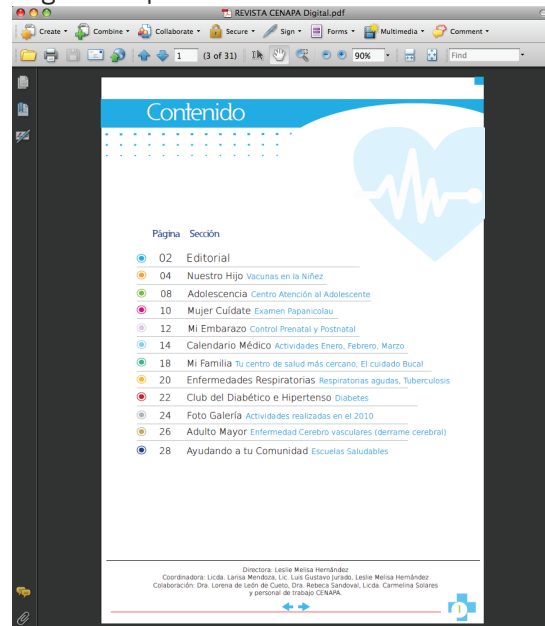 REVISTA CENAPA Digital.pdf
Create Combine Collaborate Secure Sign Forms Multimedia Comment
1 (3 of 31) 90% Find
Contenido
Página Sección
02 Editorial
04 Nuestro Hijo Vacunas en la Niñez
08 Adolescencia Centro Atención al Adolescente
10 Mujer Cuídate Examen Papanicolau
12 Mi Embarazo Control Prenatal y Postnatal
14 Calendario Médico Actividades Enero, Febrero, Marzo
18 Mi Familia Tu centro de salud más cercano, El cuidado Bucal
20 Enfermedades Respiratorias Respiratorias agudas, Tuberculosis
22 Club del Diabético e Hipertenso Diabetes
24 Foto Galería Actividades realizadas en el 2010
26 Adulto Mayor Enfermedad Cerebro vasculares (derrame cerebral)
28 Ayudando a tu Comunidad Escuelas Saludables
Directora: Leslie Melisa Hernández
Coordinadora: Licda. Larisa Mendoza, Lic. Luis Gustavo Jurado, Leslie Melisa Hernández
Colaboración: Dra. Lorena de León de Cueto, Dra. Rebeca Sandoval, Licda. Carmelina Solares
y personal de trabajo CENAPA.
1